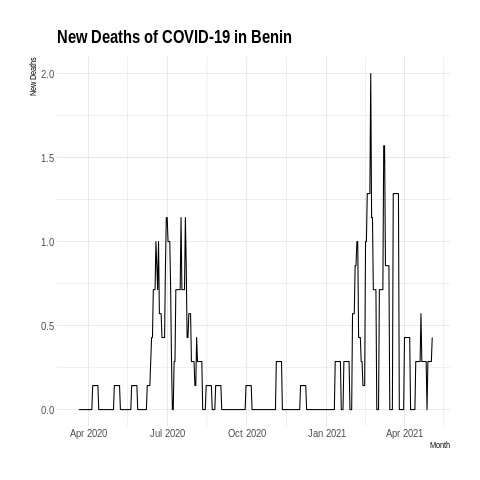 New Deaths of COVID-19 in Benin
New Deaths
2.0
1.5
1.0
0.5
0.0
Apr 2020 Jul 2020 Oct 2020 Jan 2021 Apr 2021
Month